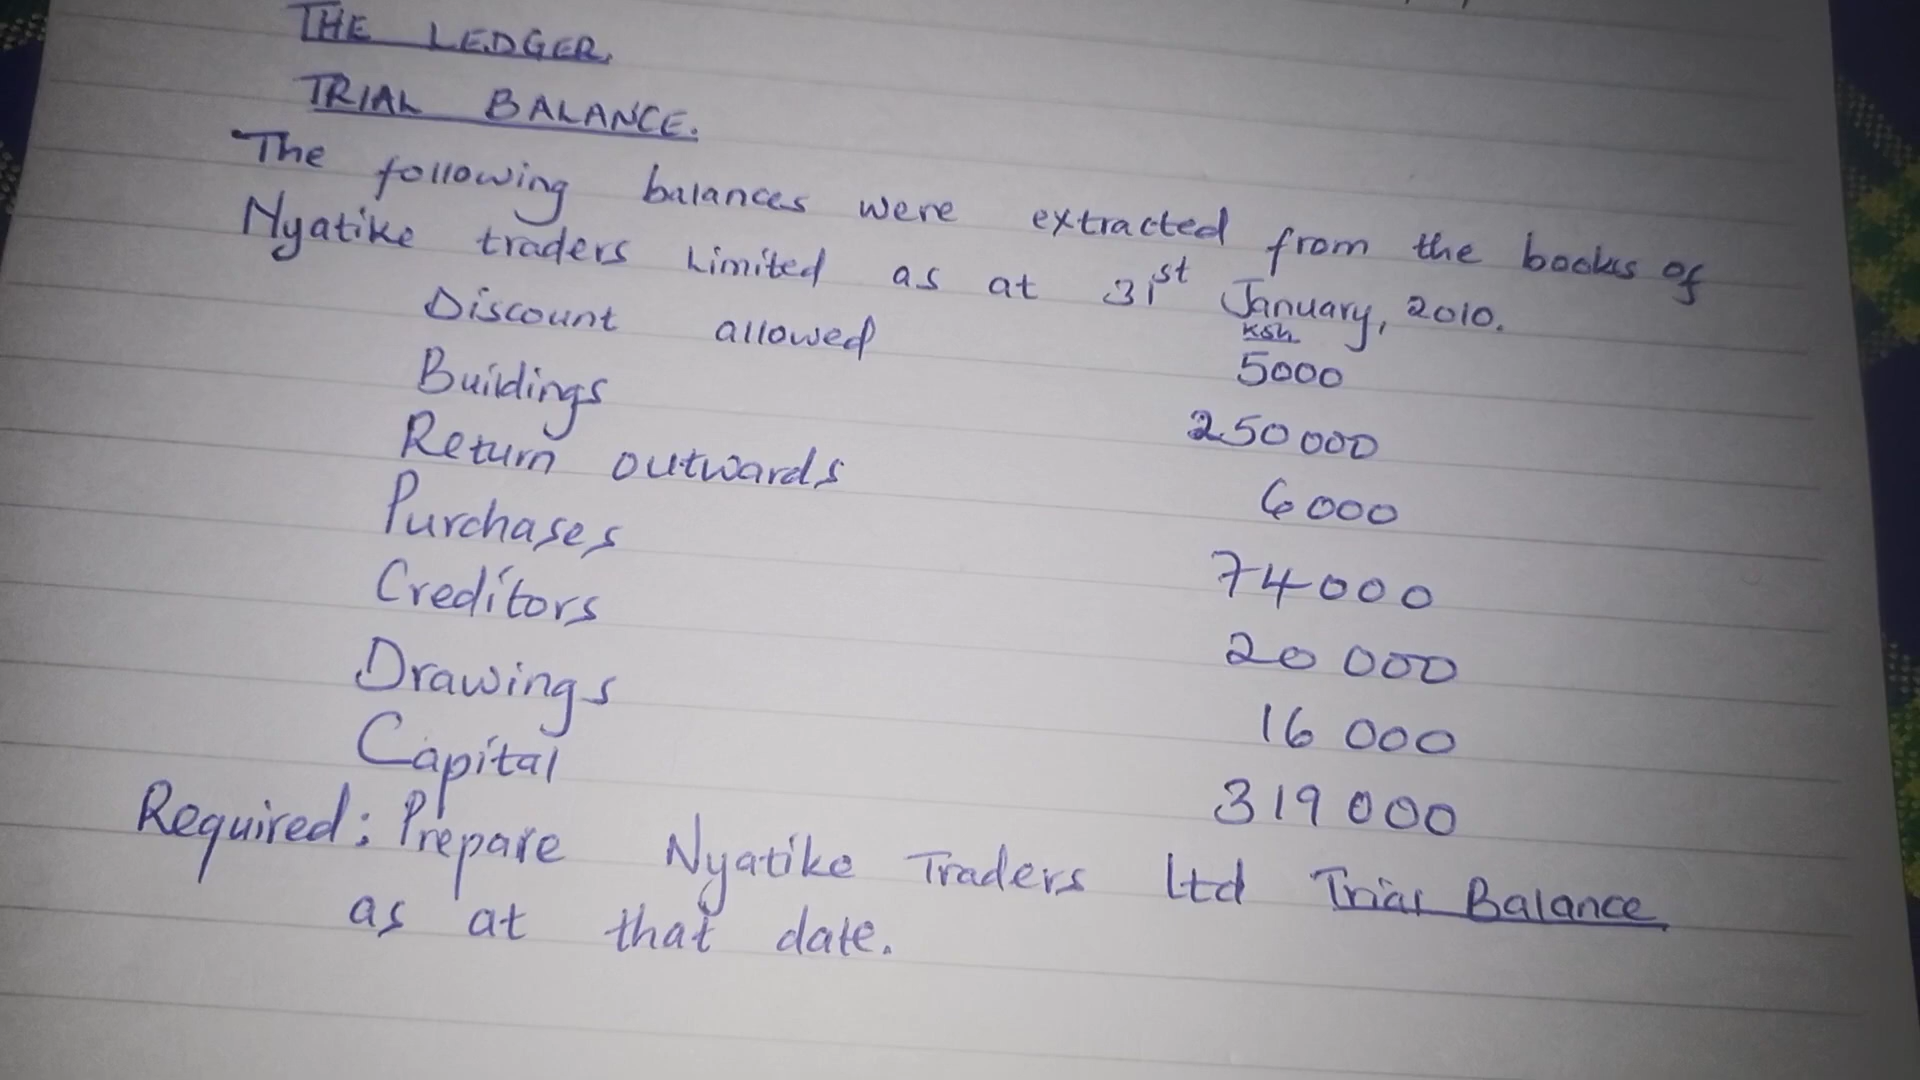 THE LEDGER.
TRIAL BALANCE.
The following balances were extracted from the books of
Nyatike traders Limited as at 31st January, 2010.
Ksh
Discount allowed 5000
Buildings 250 000
Return outwards 6000
Purchases 74000
Creditors 20 000
Drawings 16 000
Capital 319 000
Required: Prepare Nyatike Traders Ltd Trial Balance
as at that date.